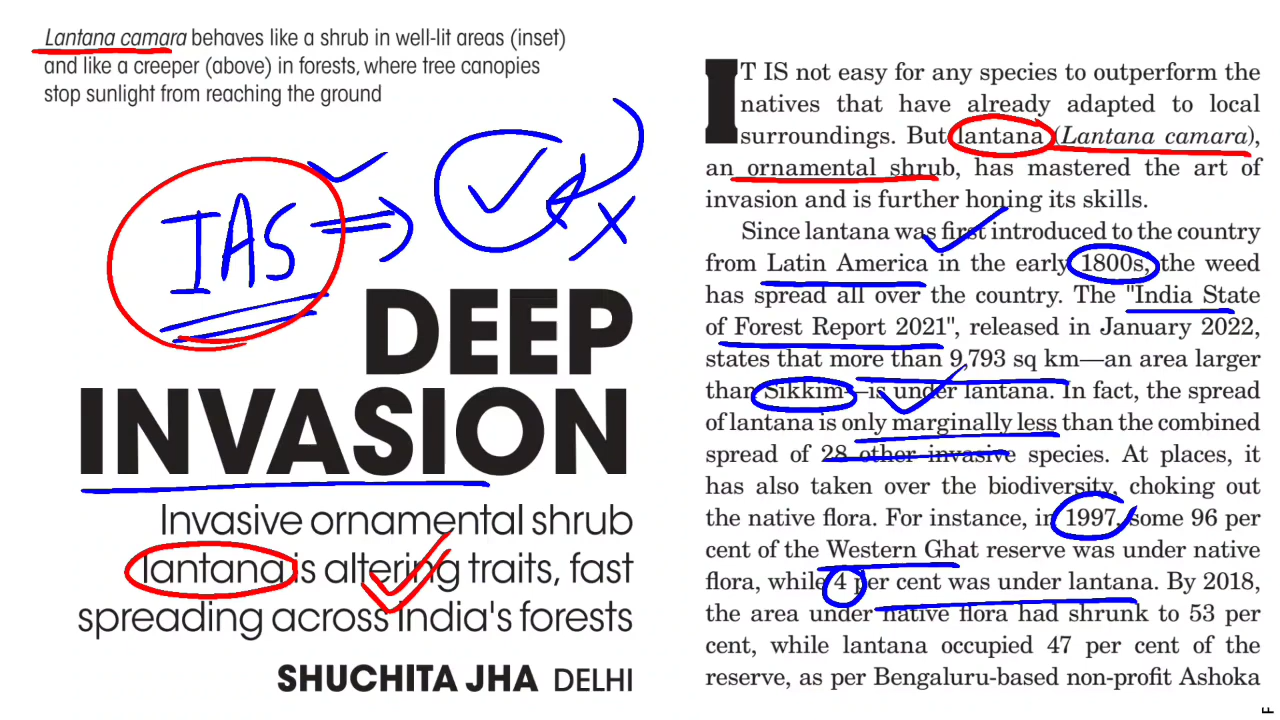 Lantana camara behaves like a shrub in well-lit areas (inset)
and like a creeper (above) in forests, where tree canopies
stop sunlight from reaching the ground
IAS
DEEP
INVASION
Invasive ornamental shrub
lantana is altering traits, fast
spreading across India's forests
SHUCHITA JHA DELHI
IT IS not easy for any species to outperform the
natives that have already adapted to local
surroundings. But lantana (Lantana camara),
an ornamental shrub, has mastered the art of
invasion and is further honing its skills.
Since lantana was first introduced to the country
from Latin America in the early 1800s, the weed
has spread all over the country. The "India State
of Forest Report 2021", released in January 2022,
states that more than 9,793 sq km—an area larger
than Sikkim—is under lantana. In fact, the spread
of lantana is only marginally less than the combined
spread of 28 other invasive species. At places, it
has also taken over the biodiversity, choking out
the native flora. For instance, in 1997, some 96 per
cent of the Western Ghat reserve was under native
flora, while 4 per cent was under lantana. By 2018,
the area under native flora had shrunk to 53 per
cent, while lantana occupied 47 per cent of the
reserve, as per Bengaluru-based non-profit Ashoka
F